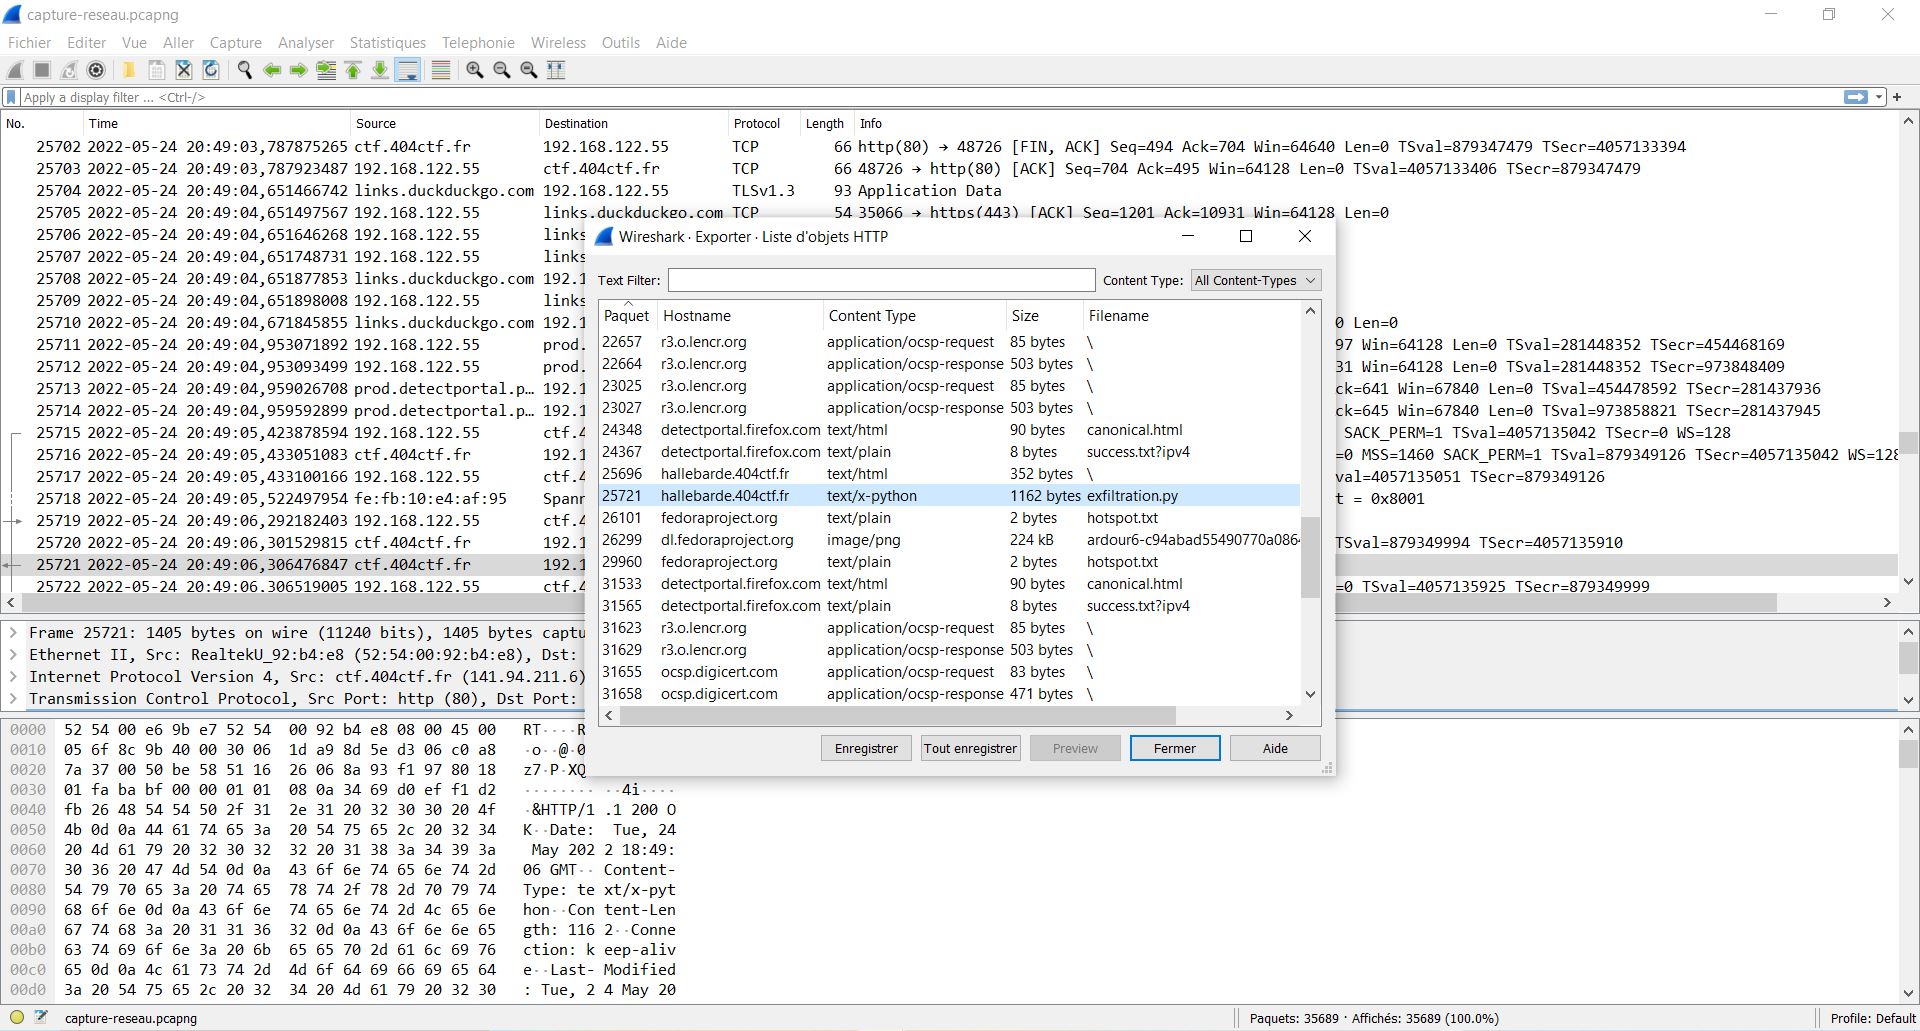 capture-reseau.pcapng
Fichier Editer Vue Aller Capture Analyser Statistiques Telephonie Wireless Outils Aide
Apply a display filter ... <Ctrl-/>
No. Time Source Destination Protocol Length Info
25702 2022-05-24 20:49:03,787875265 ctf.404ctf.fr 192.168.122.55 TCP 66 http(80) → 48726 [FIN, ACK] Seq=494 Ack=704 Win=64640 Len=0 TSval=879347479 TSecr=4057133394
25703 2022-05-24 20:49:03,787923487 192.168.122.55 ctf.404ctf.fr TCP 66 48726 → http(80) [ACK] Seq=704 Ack=495 Win=64128 Len=0 TSval=4057133406 TSecr=879347479
25704 2022-05-24 20:49:04,651466742 links.duckduckgo.com 192.168.122.55 TLSv1.3 93 Application Data
25705 2022-05-24 20:49:04,651497567 192.168.122.55 links.duckduckgo.com TCP 54 35066 → https(443) [ACK] Seq=1201 Ack=10931 Win=64128 Len=0
25706 2022-05-24 20:49:04,651646268 192.168.122.55 links
25707 2022-05-24 20:49:04,651748731 192.168.122.55 links
25708 2022-05-24 20:49:04,651877853 links.duckduckgo.com 192.1
25709 2022-05-24 20:49:04,651898008 192.168.122.55 links
25710 2022-05-24 20:49:04,671845855 links.duckduckgo.com 192.1 0 Len=0
25711 2022-05-24 20:49:04,953071892 192.168.122.55 prod. 97 Win=64128 Len=0 TSval=281448352 TSecr=454468169
25712 2022-05-24 20:49:04,953093499 192.168.122.55 prod. 31 Win=64128 Len=0 TSval=281448352 TSecr=973848409
25713 2022-05-24 20:49:04,959026708 prod.detectportal.p… 192.1 ck=641 Win=67840 Len=0 TSval=454478592 TSecr=281437936
25714 2022-05-24 20:49:04,959592899 prod.detectportal.p… 192.1 ck=645 Win=67840 Len=0 TSval=973858821 TSecr=281437945
25715 2022-05-24 20:49:05,423878594 192.168.122.55 ctf.4 SACK_PERM=1 TSval=4057135042 TSecr=0 WS=128
25716 2022-05-24 20:49:05,433051083 ctf.404ctf.fr 192.1 =0 MSS=1460 SACK_PERM=1 TSval=879349126 TSecr=4057135042 WS=128
25717 2022-05-24 20:49:05,433100166 192.168.122.55 ctf.4 val=4057135051 TSecr=879349126
25718 2022-05-24 20:49:05,522497954 fe:fb:10:e4:af:95 Spann t = 0x8001
25719 2022-05-24 20:49:06,292182403 192.168.122.55 ctf.4
25720 2022-05-24 20:49:06,301529815 ctf.404ctf.fr 192.1 TSval=879349994 TSecr=4057135910
25721 2022-05-24 20:49:06,306476847 ctf.404ctf.fr 192.1
25722 2022-05-24 20:49:06,306519005 192.168.122.55 ctf.4 =0 TSval=4057135925 TSecr=879349999
Wireshark · Exporter · Liste d'objets HTTP
Text Filter: Content Type: All Content-Types
Paquet Hostname Content Type Size Filename
22657 r3.o.lencr.org application/ocsp-request 85 bytes \
22664 r3.o.lencr.org application/ocsp-response 503 bytes \
23025 r3.o.lencr.org application/ocsp-request 85 bytes \
23027 r3.o.lencr.org application/ocsp-response 503 bytes \
24348 detectportal.firefox.com text/html 90 bytes canonical.html
24367 detectportal.firefox.com text/plain 8 bytes success.txt?ipv4
25696 hallebarde.404ctf.fr text/html 352 bytes \
25721 hallebarde.404ctf.fr text/x-python 1162 bytes exfiltration.py
26101 fedoraproject.org text/plain 2 bytes hotspot.txt
26299 dl.fedoraproject.org image/png 224 kB ardour6-c94abad55490770a086
29960 fedoraproject.org text/plain 2 bytes hotspot.txt
31533 detectportal.firefox.com text/html 90 bytes canonical.html
31565 detectportal.firefox.com text/plain 8 bytes success.txt?ipv4
31623 r3.o.lencr.org application/ocsp-request 85 bytes \
31629 r3.o.lencr.org application/ocsp-response 503 bytes \
31655 ocsp.digicert.com application/ocsp-request 83 bytes \
31658 ocsp.digicert.com application/ocsp-response 471 bytes \
Enregistrer Tout enregistrer Preview Fermer Aide
Frame 25721: 1405 bytes on wire (11240 bits), 1405 bytes captu
Ethernet II, Src: RealtekU_92:b4:e8 (52:54:00:92:b4:e8), Dst:
Internet Protocol Version 4, Src: ctf.404ctf.fr (141.94.211.6)
Transmission Control Protocol, Src Port: http (80), Dst Port:
0000 52 54 00 e6 9b e7 52 54 00 92 b4 e8 08 00 45 00 RT····R
0010 05 6f 8c 9b 40 00 30 06 1d a9 8d 5e d3 06 c0 a8 ·o··@·0
0020 7a 37 00 50 be 58 51 16 26 06 8a 93 f1 97 80 18 z7·P·XQ
0030 01 fa ba bf 00 00 01 01 08 0a 34 69 d0 ef f1 d2 ········ ··4i····
0040 fb 26 48 54 54 50 2f 31 2e 31 20 32 30 30 20 4f ·&HTTP/1 .1 200 O
0050 4b 0d 0a 44 61 74 65 3a 20 54 75 65 2c 20 32 34 K··Date: Tue, 24
0060 20 4d 61 79 20 32 30 32 32 20 31 38 3a 34 39 3a May 202 2 18:49:
0070 30 36 20 47 4d 54 0d 0a 43 6f 6e 74 65 6e 74 2d 06 GMT·· Content-
0080 54 79 70 65 3a 20 74 65 78 74 2f 78 2d 70 79 74 Type: te xt/x-pyt
0090 68 6f 6e 0d 0a 43 6f 6e 74 65 6e 74 2d 4c 65 6e hon··Con tent-Len
00a0 67 74 68 3a 20 31 31 36 32 0d 0a 43 6f 6e 6e 65 gth: 116 2··Conne
00b0 63 74 69 6f 6e 3a 20 6b 65 65 70 2d 61 6c 69 76 ction: k eep-aliv
00c0 65 0d 0a 4c 61 73 74 2d 4d 6f 64 69 66 69 65 64 e··Last- Modified
00d0 3a 20 54 75 65 2c 20 32 34 20 4d 61 79 20 32 30 : Tue, 2 4 May 20
capture-reseau.pcapng Paquets: 35689 · Affichés: 35689 (100.0%) Profile: Default